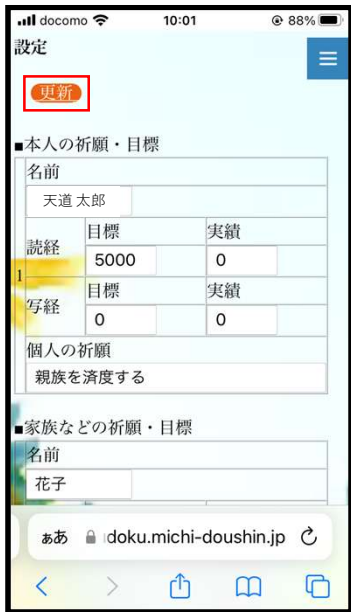 docomo 10:01 88%
設定
更新
■本人の祈願・目標
名前
天道 太郎
目標 実績
読経
5000 0
1
目標 実績
写経
0 0
個人の祈願
親族を済度する
■家族などの祈願・目標
名前
花子
ぁあ doku.michi-doushin.jp